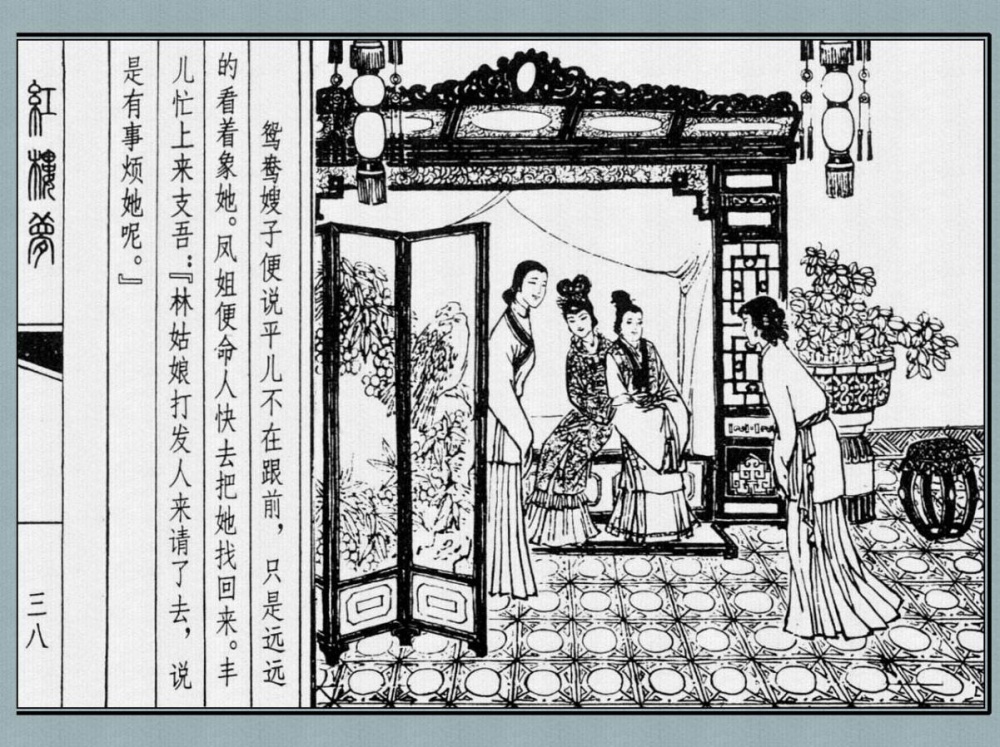 鸳鸯嫂子便说平儿不在跟前，只是远远
的看着象她。凤姐便命人快去把她找回来。丰
儿忙上来支吾：『林姑娘打发人来请了去，说
是有事烦她呢。』
紅樓夢
三八